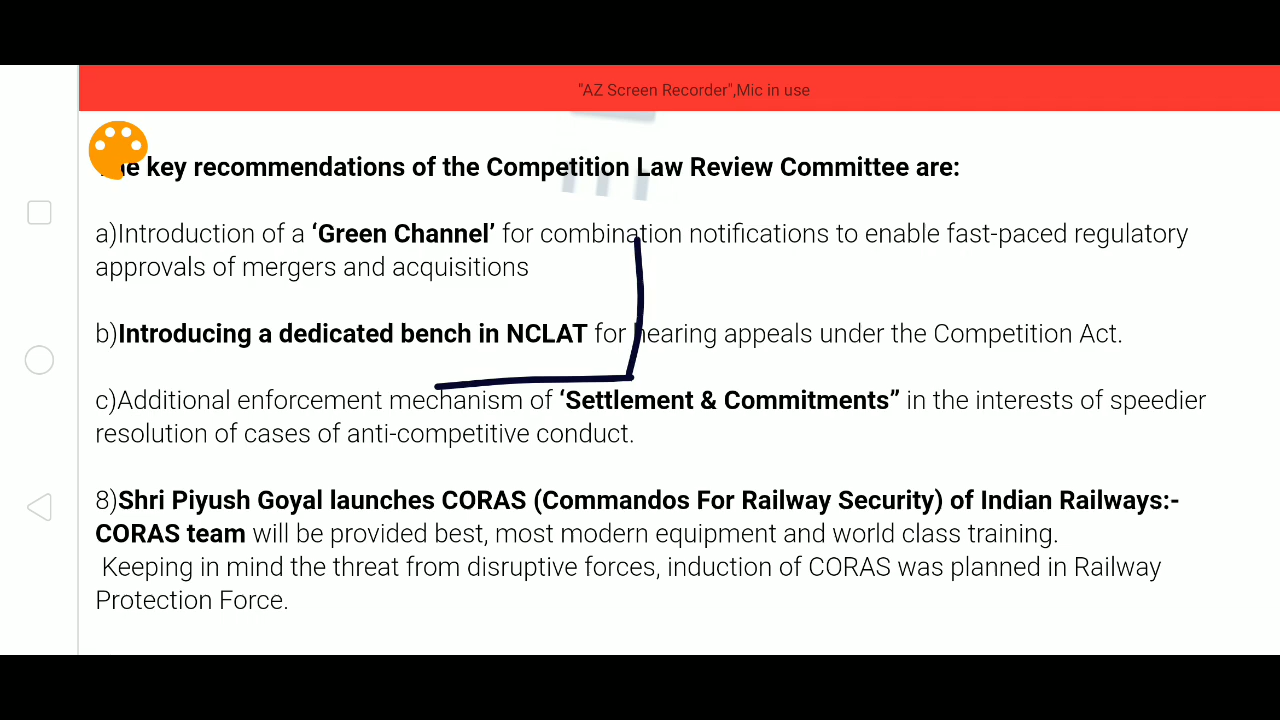 "AZ Screen Recorder",Mic in use
key recommendations of the Competition Law Review Committee are:
a)Introduction of a ‘Green Channel’ for combination notifications to enable fast-paced regulatory
approvals of mergers and acquisitions
b)Introducing a dedicated bench in NCLAT for hearing appeals under the Competition Act.
c)Additional enforcement mechanism of ‘Settlement & Commitments” in the interests of speedier
resolution of cases of anti-competitive conduct.
8)Shri Piyush Goyal launches CORAS (Commandos For Railway Security) of Indian Railways:-
CORAS team will be provided best, most modern equipment and world class training.
Keeping in mind the threat from disruptive forces, induction of CORAS was planned in Railway
Protection Force.